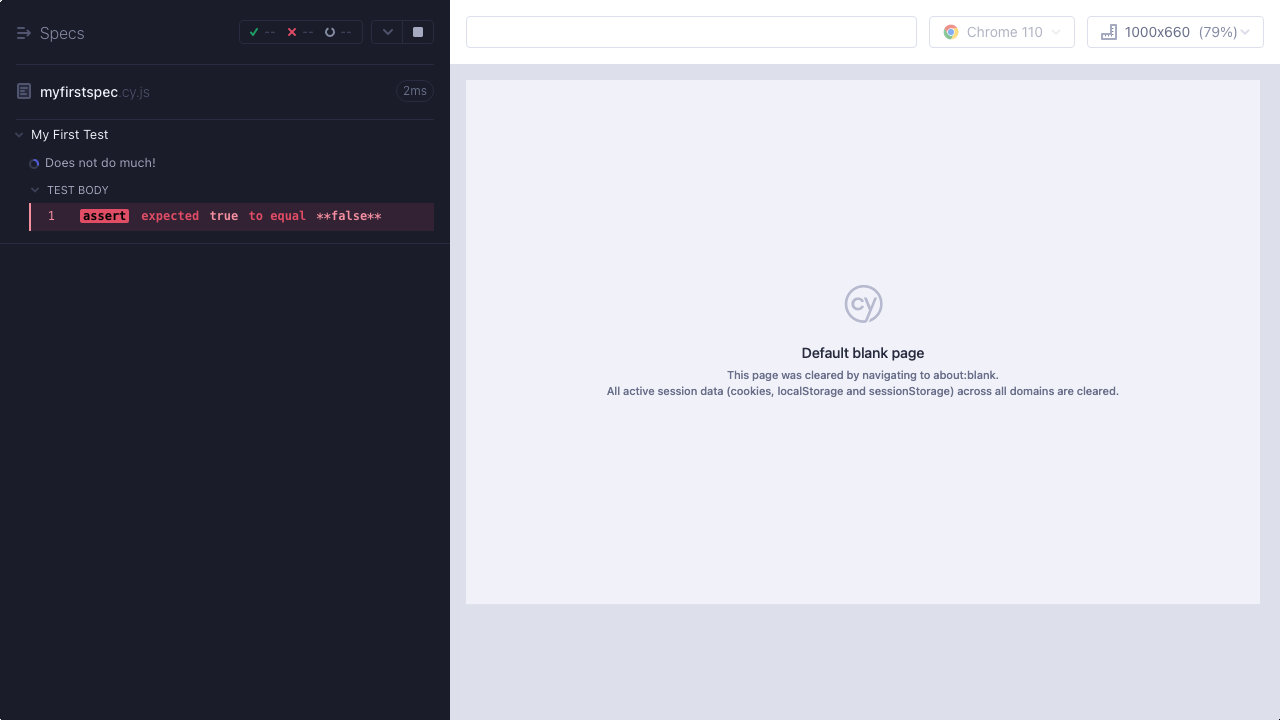 Specs
-- -- --
myfirstspec.cy.js 2ms
My First Test
Does not do much!
TEST BODY
1 assert expected true to equal **false**
Chrome 110
1000x660 (79%)
cy
Default blank page
This page was cleared by navigating to about:blank.
All active session data (cookies, localStorage and sessionStorage) across all domains are cleared.